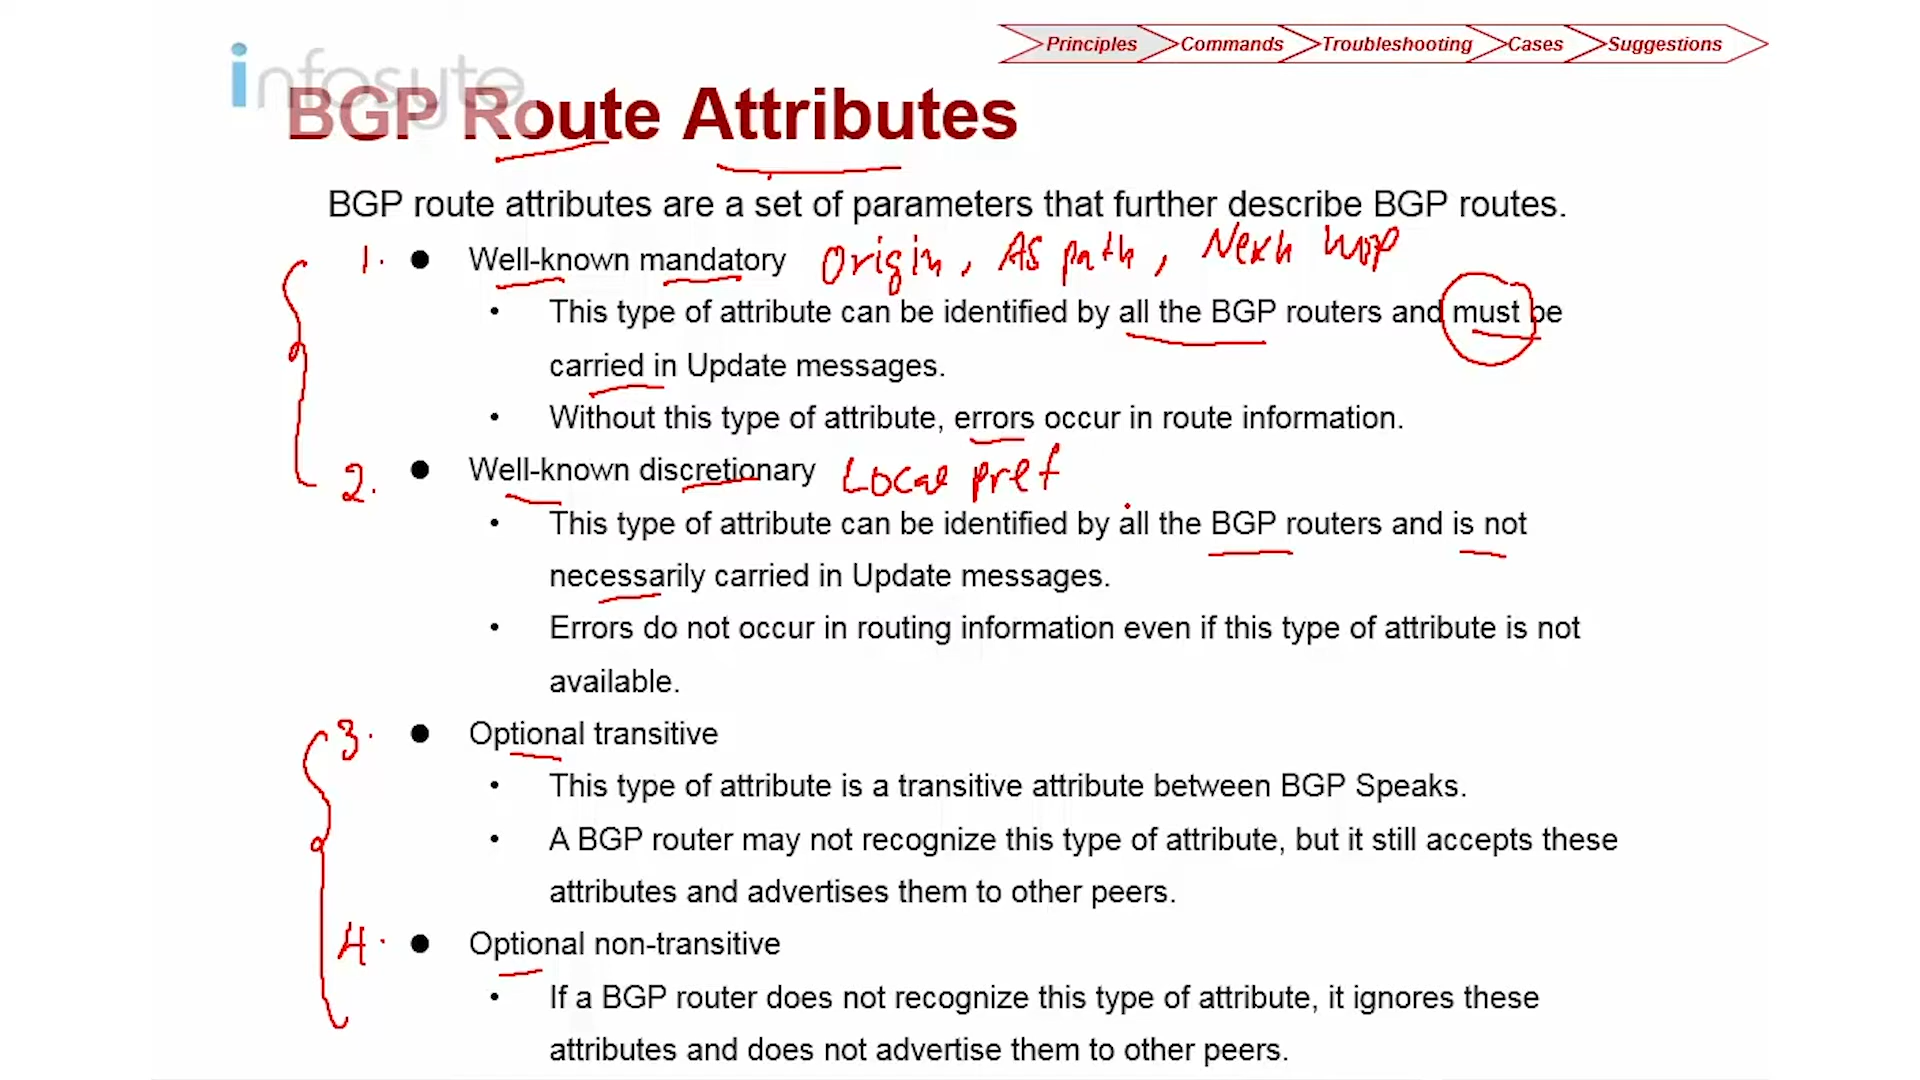 Principles Commands Troubleshooting Cases Suggestions
infosyte
BGP Route Attributes
BGP route attributes are a set of parameters that further describe BGP routes.
1. ● Well-known mandatory Origin, As path, Next hop
• This type of attribute can be identified by all the BGP routers and must be
carried in Update messages.
• Without this type of attribute, errors occur in route information.
2. ● Well-known discretionary Local pref
• This type of attribute can be identified by all the BGP routers and is not
necessarily carried in Update messages.
• Errors do not occur in routing information even if this type of attribute is not
available.
3. ● Optional transitive
• This type of attribute is a transitive attribute between BGP Speaks.
• A BGP router may not recognize this type of attribute, but it still accepts these
attributes and advertises them to other peers.
4. ● Optional non-transitive
• If a BGP router does not recognize this type of attribute, it ignores these
attributes and does not advertise them to other peers.